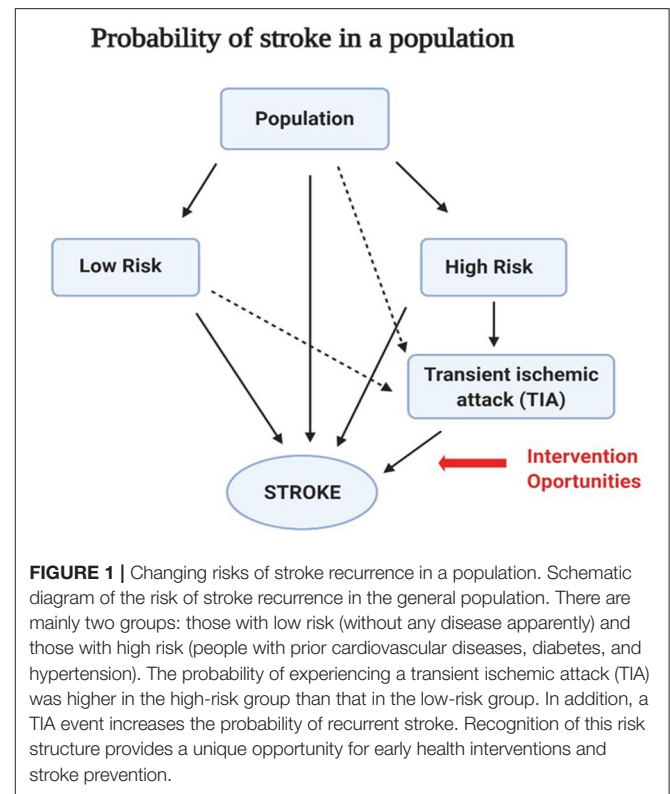 Probability of stroke in a population
Population
Low Risk
High Risk
Transient ischemic
attack (TIA)
Intervention
Oportunities
STROKE
FIGURE 1 | Changing risks of stroke recurrence in a population. Schematic
diagram of the risk of stroke recurrence in the general population. There are
mainly two groups: those with low risk (without any disease apparently) and
those with high risk (people with prior cardiovascular diseases, diabetes, and
hypertension). The probability of experiencing a transient ischemic attack (TIA)
was higher in the high-risk group than that in the low-risk group. In addition, a
TIA event increases the probability of recurrent stroke. Recognition of this risk
structure provides a unique opportunity for early health interventions and
stroke prevention.